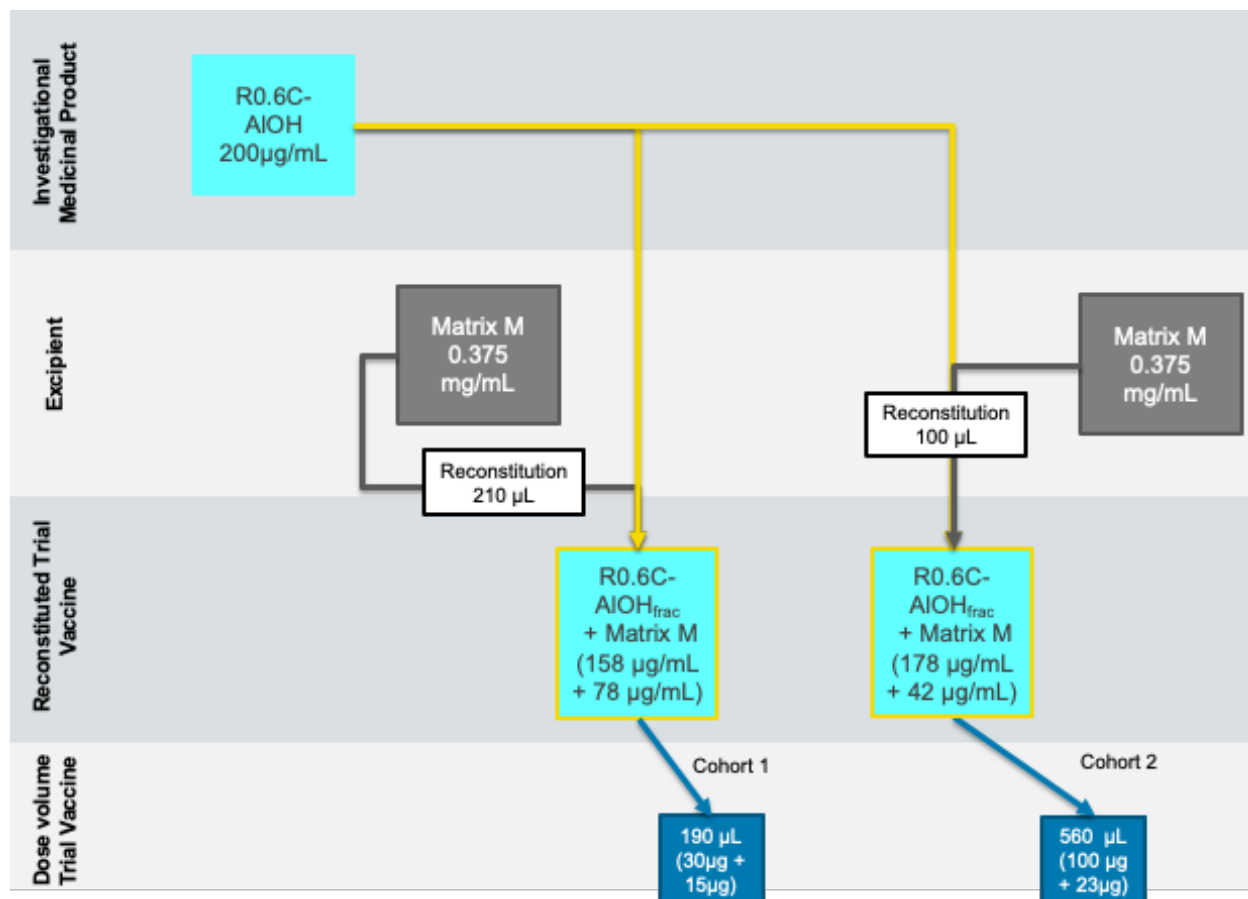 Investigational
Medicinal Product
R0.6C-
AlOH
200µg/mL
Excipient
Matrix M
0.375
mg/mL
Reconstitution
210 µL
Matrix M
0.375
mg/mL
Reconstitution
100 µL
Reconstituted Trial
Vaccine
R0.6C-
AlOHfrac
+ Matrix M
(158 µg/mL
+ 78 µg/mL)
R0.6C-
AlOHfrac
+ Matrix M
(178 µg/mL
+ 42 µg/mL)
Dose volume
Trial Vaccine
Cohort 1
190 µL
(30µg +
15µg)
Cohort 2
560 µL
(100 µg
+ 23µg)